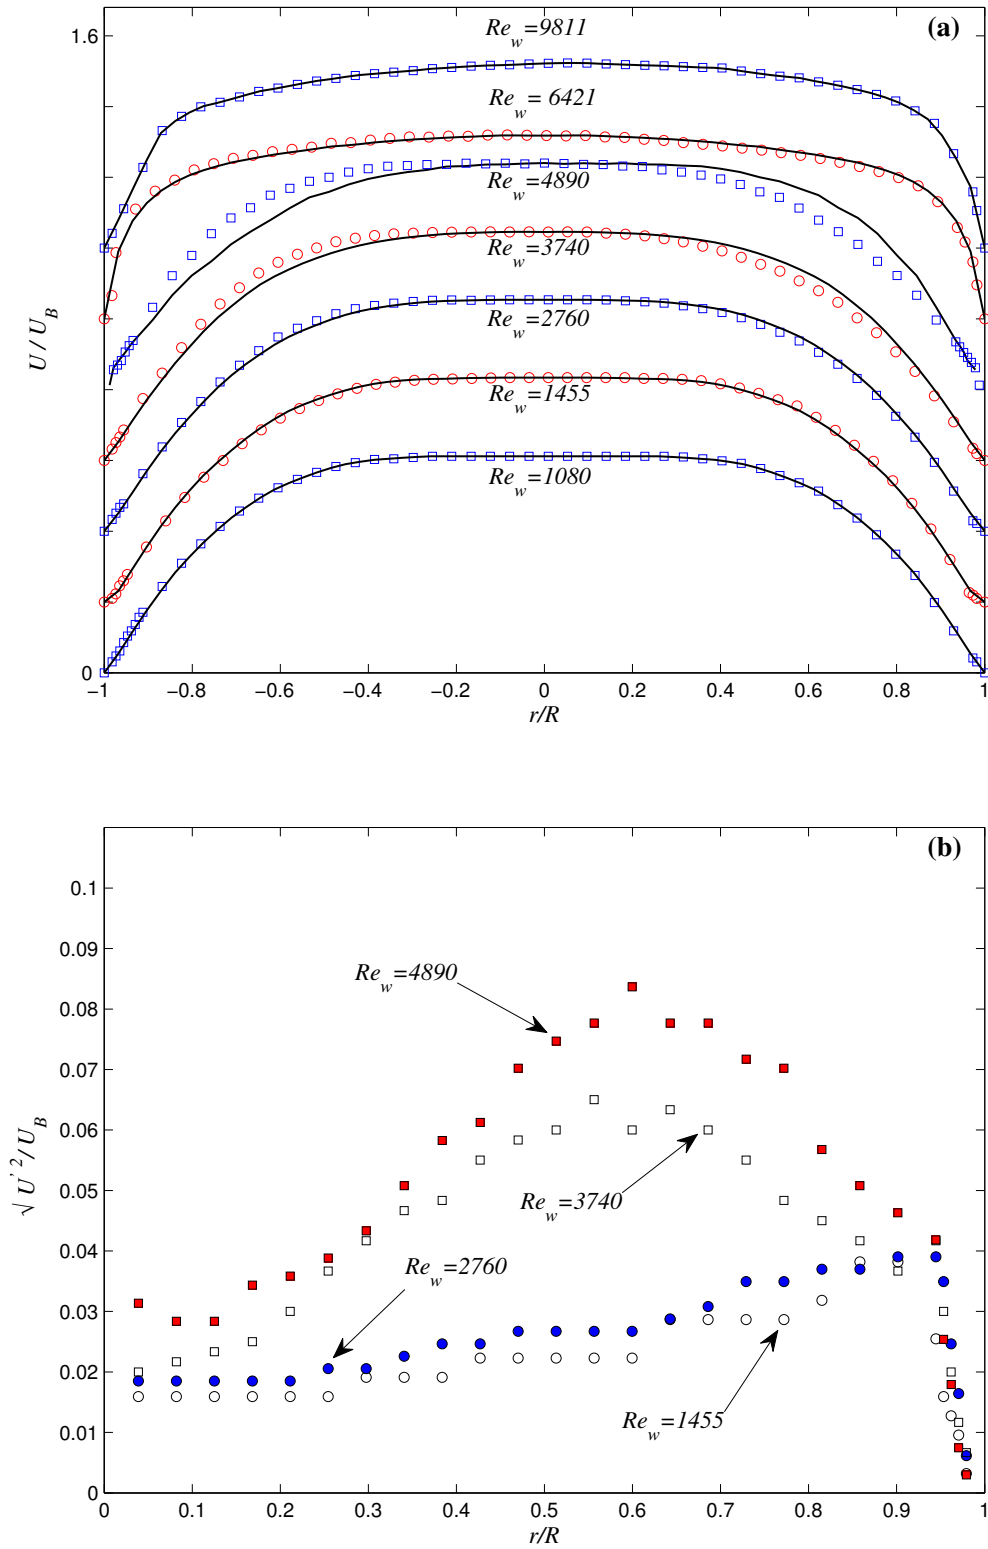 (a)
1.6
Re_w=9811
Re_w= 6421
Re_w=4890
Re_w=3740
Re_w=2760
Re_w=1455
Re_w=1080
U / U_B
0
−1 −0.8 −0.6 −0.4 −0.2 0 0.2 0.4 0.6 0.8 1
r/R
(b)
0.1
0.09
0.08
0.07
0.06
0.05
0.04
0.03
0.02
0.01
0
√ U' 2/U_B
Re_w=4890
Re_w=3740
Re_w=2760
Re_w=1455
0 0.1 0.2 0.3 0.4 0.5 0.6 0.7 0.8 0.9 1
r/R